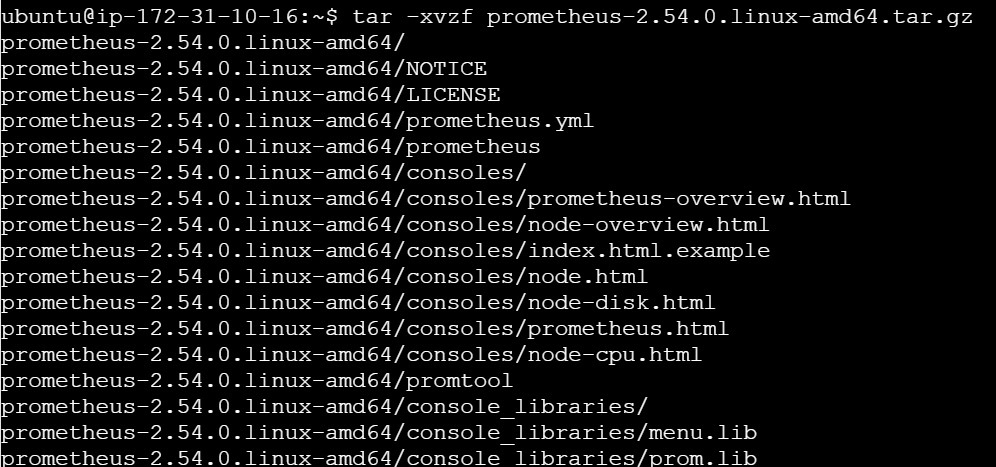 ubuntu@ip-172-31-10-16:~$ tar -xvzf prometheus-2.54.0.linux-amd64.tar.gz
prometheus-2.54.0.linux-amd64/
prometheus-2.54.0.linux-amd64/NOTICE
prometheus-2.54.0.linux-amd64/LICENSE
prometheus-2.54.0.linux-amd64/prometheus.yml
prometheus-2.54.0.linux-amd64/prometheus
prometheus-2.54.0.linux-amd64/consoles/
prometheus-2.54.0.linux-amd64/consoles/prometheus-overview.html
prometheus-2.54.0.linux-amd64/consoles/node-overview.html
prometheus-2.54.0.linux-amd64/consoles/index.html.example
prometheus-2.54.0.linux-amd64/consoles/node.html
prometheus-2.54.0.linux-amd64/consoles/node-disk.html
prometheus-2.54.0.linux-amd64/consoles/prometheus.html
prometheus-2.54.0.linux-amd64/consoles/node-cpu.html
prometheus-2.54.0.linux-amd64/promtool
prometheus-2.54.0.linux-amd64/console_libraries/
prometheus-2.54.0.linux-amd64/console_libraries/menu.lib
prometheus-2.54.0.linux-amd64/console_libraries/prom.lib